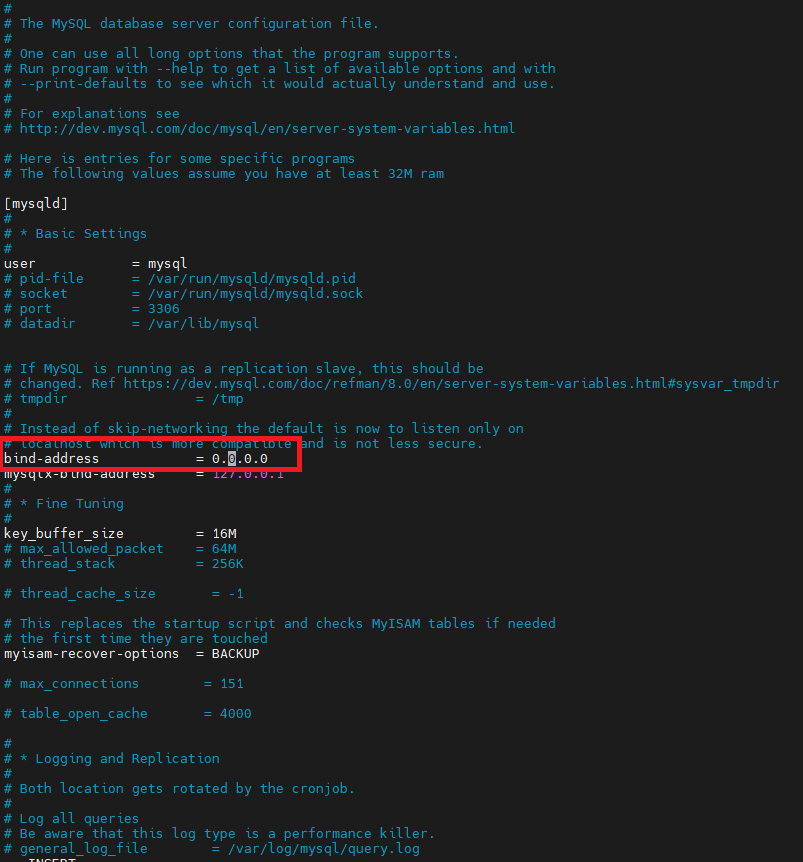 #
# The MySQL database server configuration file.
#
# One can use all long options that the program supports.
# Run program with --help to get a list of available options and with
# --print-defaults to see which it would actually understand and use.
#
# For explanations see
# http://dev.mysql.com/doc/mysql/en/server-system-variables.html

# Here is entries for some specific programs
# The following values assume you have at least 32M ram

[mysqld]
#
# * Basic Settings
#
user            = mysql
# pid-file      = /var/run/mysqld/mysqld.pid
# socket        = /var/run/mysqld/mysqld.sock
# port          = 3306
# datadir       = /var/lib/mysql


# If MySQL is running as a replication slave, this should be
# changed. Ref https://dev.mysql.com/doc/refman/8.0/en/server-system-variables.html#sysvar_tmpdir
# tmpdir                = /tmp
#
# Instead of skip-networking the default is now to listen only on
# localhost which is more compatible and is not less secure.
bind-address            = 0.0.0.0
mysqlx-bind-address     = 127.0.0.1
#
# * Fine Tuning
#
key_buffer_size         = 16M
# max_allowed_packet    = 64M
# thread_stack          = 256K

# thread_cache_size       = -1

# This replaces the startup script and checks MyISAM tables if needed
# the first time they are touched
myisam-recover-options  = BACKUP

# max_connections        = 151

# table_open_cache       = 4000

#
# * Logging and Replication
#
# Both location gets rotated by the cronjob.
#
# Log all queries
# Be aware that this log type is a performance killer.
# general_log_file        = /var/log/mysql/query.log
-- INSERT --